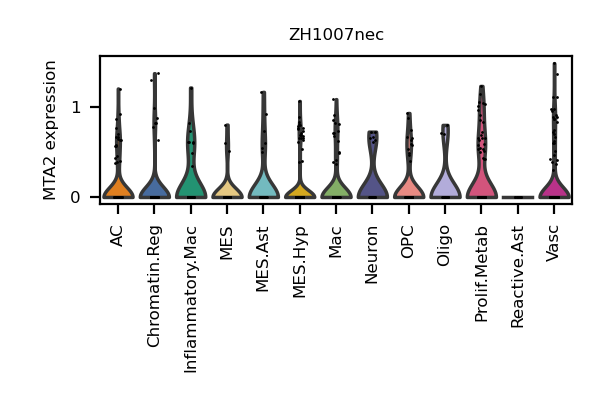 ZH1007nec
MTA2 expression
1
0
AC
Chromatin.Reg
Inflammatory.Mac
MES
MES.Ast
MES.Hyp
Mac
Neuron
OPC
Oligo
Prolif.Metab
Reactive.Ast
Vasc